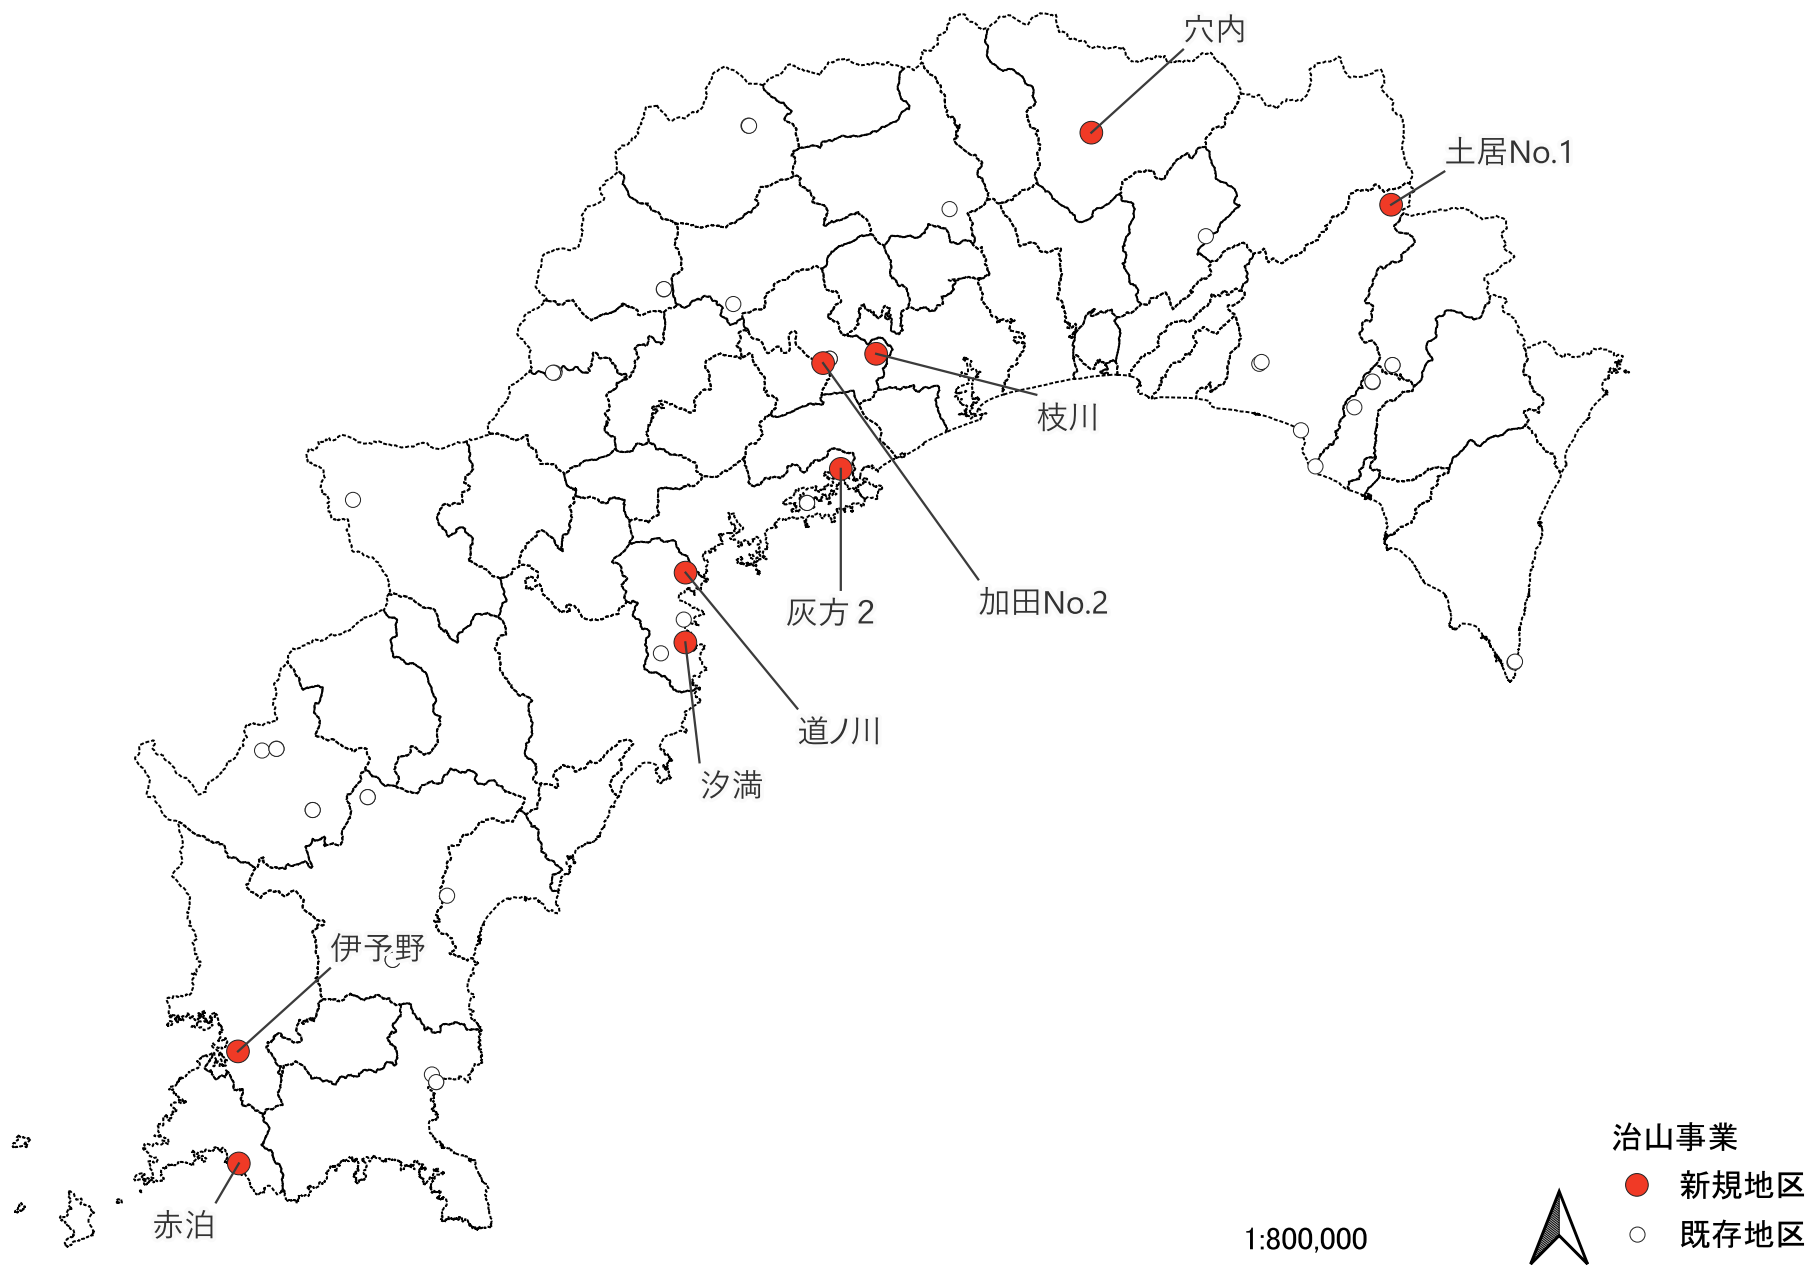 穴内
土居No.1
枝川
加田No.2
灰方２
道ノ川
汐満
伊予野
赤泊
治山事業
新規地区
既存地区
1:800,000